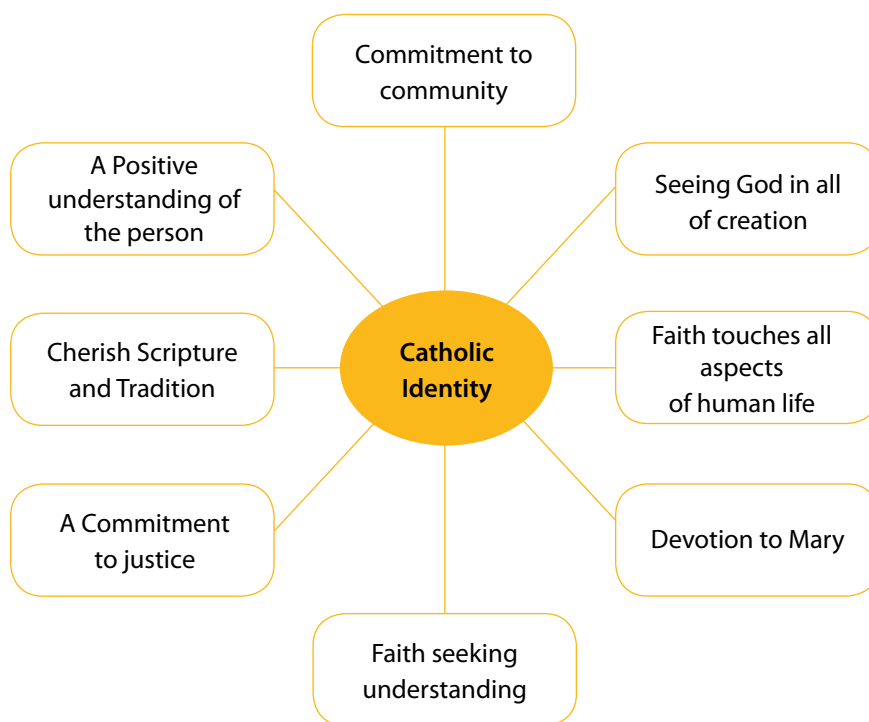 Commitment to
community
A Positive
understanding of
the person
Seeing God in all
of creation
Cherish Scripture
and Tradition
Catholic
Identity
Faith touches all
aspects
of human life
A Commitment
to justice
Devotion to Mary
Faith seeking
understanding